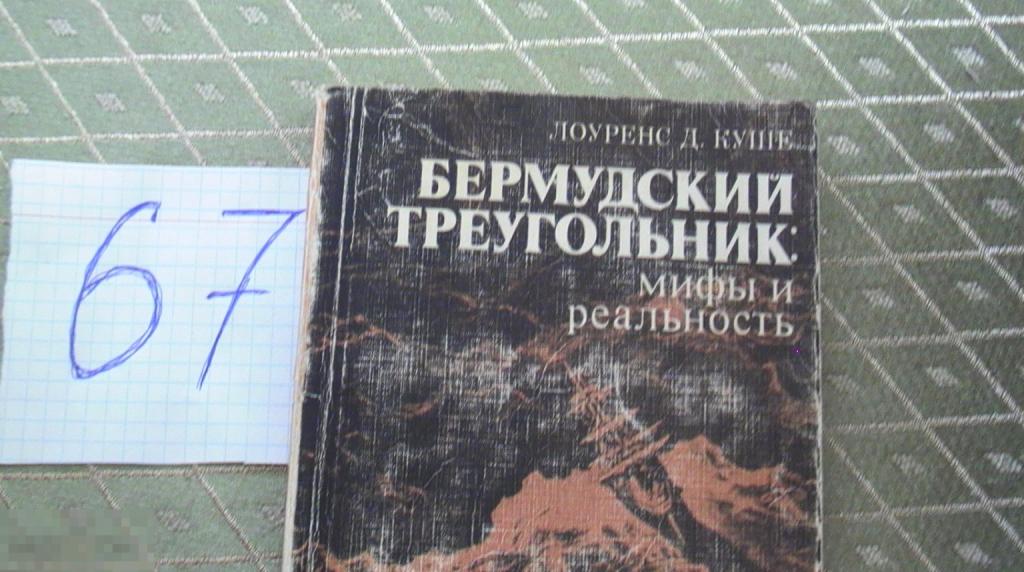 67
ЛОУРЕНС Д. КУШЕ
БЕРМУДСКИЙ
ТРЕУГОЛЬНИК:
мифы и
реальность